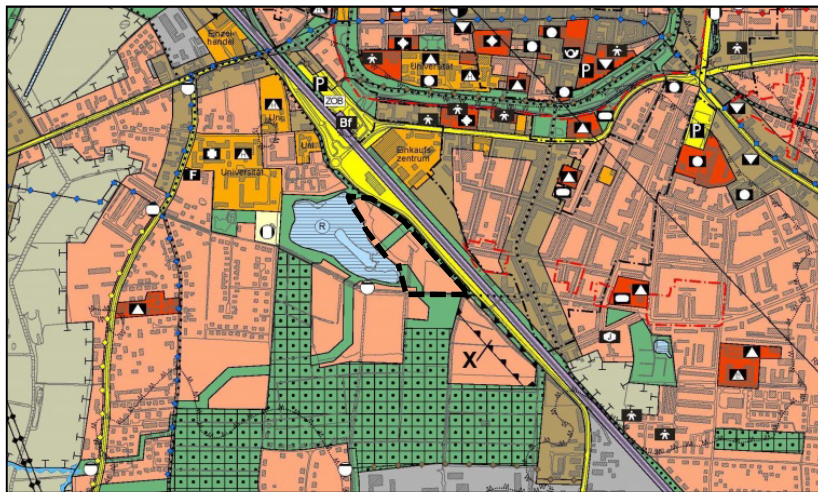 Einzel-
handel
Universität
P
P
ZOB
Uni
Bf
Einkaufs-
zentrum
P
Uni
F
Universität
R
J
X